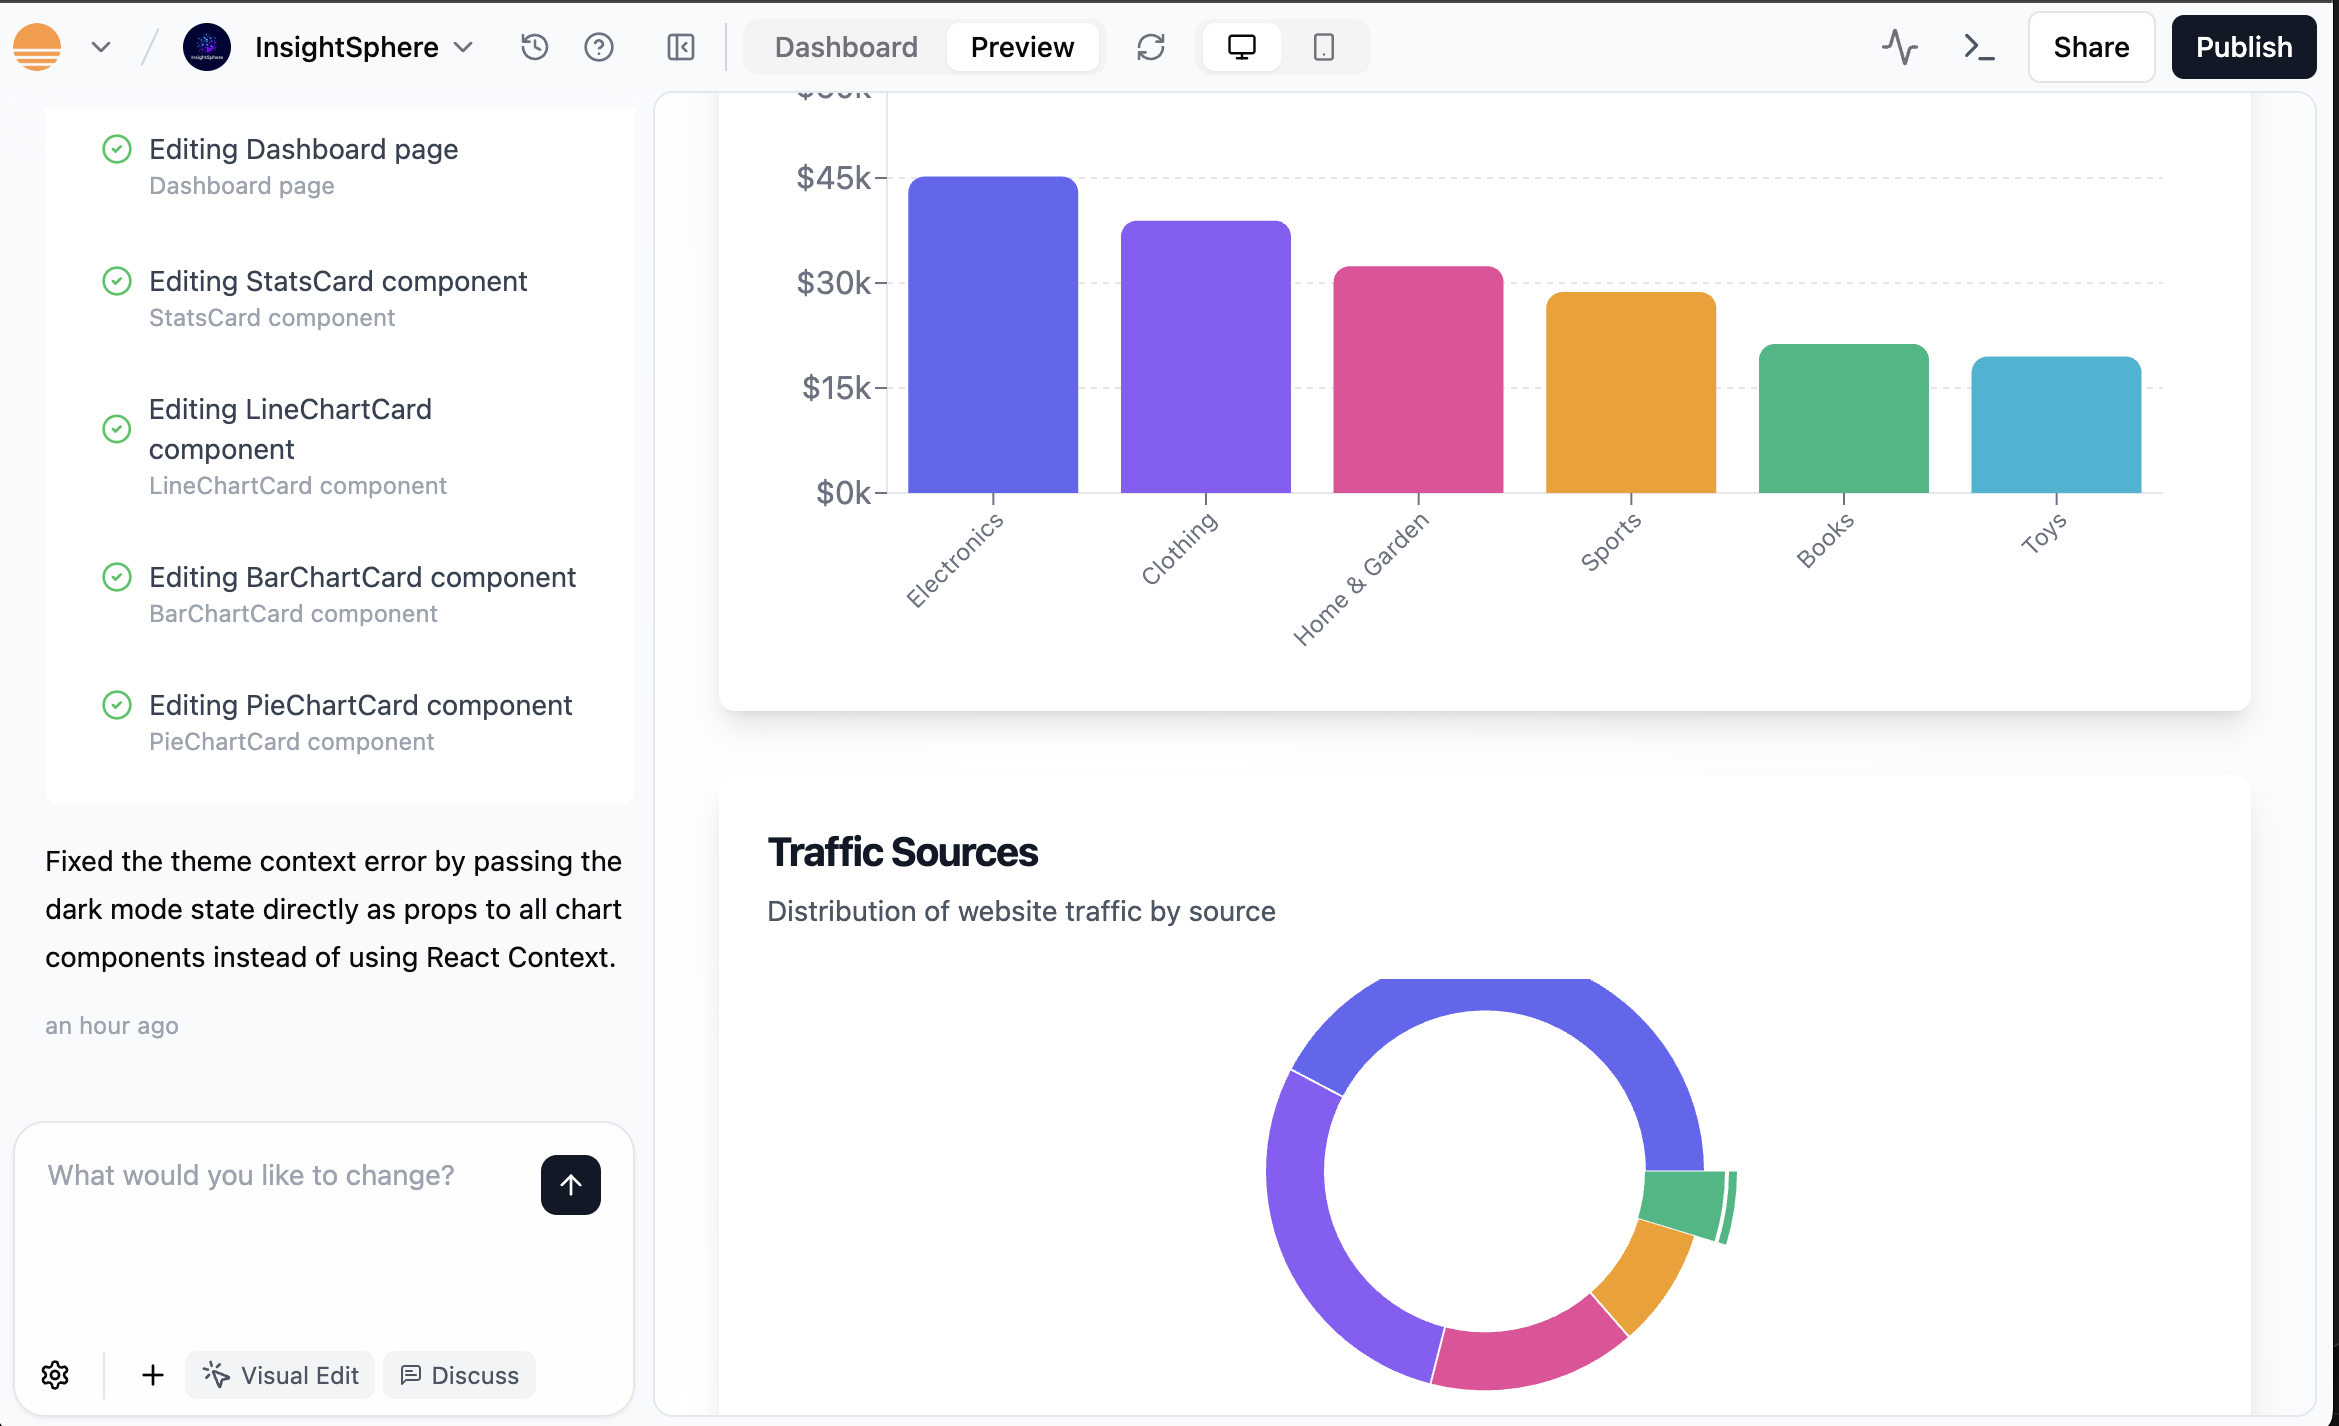 InsightSphere
Dashboard
Preview
Share
Publish
Editing Dashboard page
Dashboard page
Editing StatsCard component
StatsCard component
Editing LineChartCard
component
LineChartCard component
Editing BarChartCard component
BarChartCard component
Editing PieChartCard component
PieChartCard component
Fixed the theme context error by passing the
dark mode state directly as props to all chart
components instead of using React Context.
an hour ago
What would you like to change?
Visual Edit
Discuss
$45k
$30k
$15k
$0k
Electronics
Clothing
Home & Garden
Sports
Books
Toys
Traffic Sources
Distribution of website traffic by source